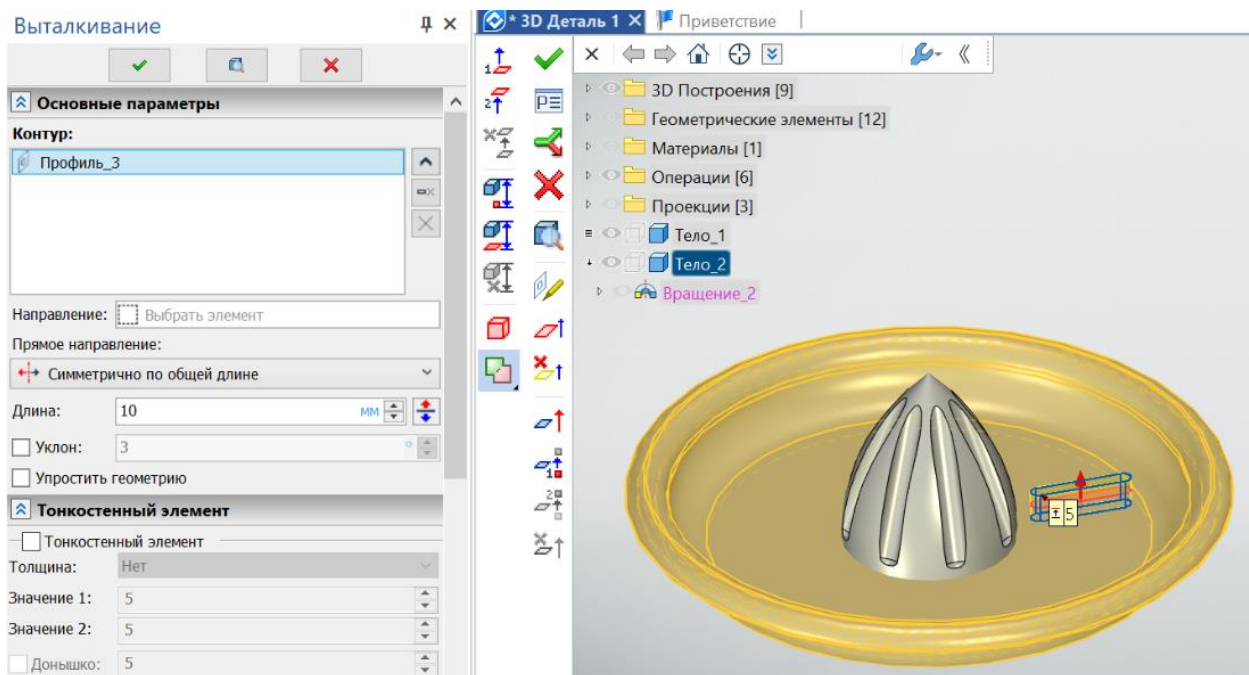 Выталкивание
Основные параметры
Контур:
Профиль_3
Направление: Выбрать элемент
Прямое направление:
Симметрично по общей длине
Длина: 10 мм
Уклон: 3 °
Упростить геометрию
Тонкостенный элемент
Тонкостенный элемент
Толщина: Нет
Значение 1: 5
Значение 2: 5
Донышко: 5
* 3D Деталь 1 Приветствие
3D Построения [9]
Геометрические элементы [12]
Материалы [1]
Операции [6]
Проекции [3]
Тело_1
Тело_2
Вращение_2
5